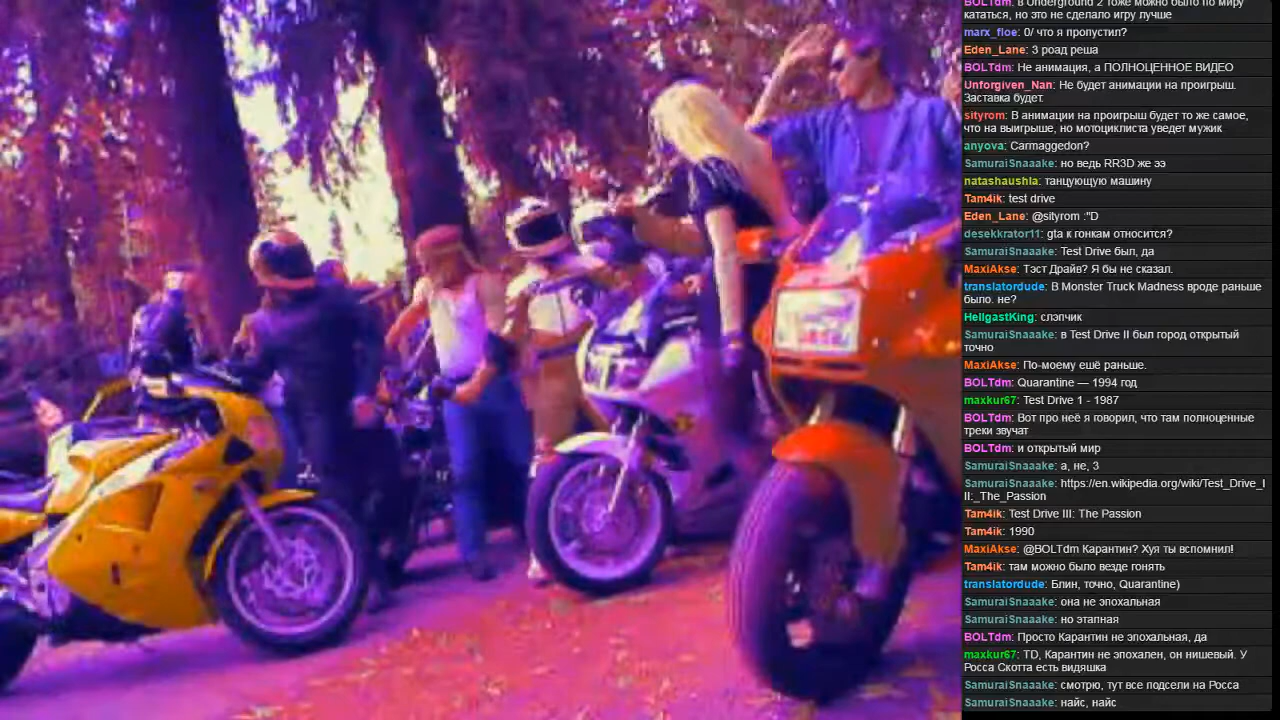 BOLTdm: в Underground 2 тоже можно было по миру
кататься, но это не сделало игру лучше
marx_floe: 0/ что я пропустил?
Eden_Lane: 3 роад реша
BOLTdm: Не анимация, а ПОЛНОЦЕННОЕ ВИДЕО
Unforgiven_Nan: Не будет анимации на проигрыш.
Заставка будет.
sityrom: В анимации на проигрыш будет то же самое,
что на выигрыше, но мотоциклиста уведет мужик
anyova: Carmaggedon?
SamuraiSnaaake: но ведь RR3D же ээ
natashaushla: танцующую машину
Tam4ik: test drive
Eden_Lane: @sityrom :"D
desekkrator11: gta к гонкам относится?
SamuraiSnaaake: Test Drive был, да
MaxiAkse: Тэст Драйв? Я бы не сказал.
translatordude: В Monster Truck Madness вроде раньше
было. не?
HellgastKing: слэпчик
SamuraiSnaaake: в Test Drive II был город открытый
точно
MaxiAkse: По-моему ешё раньше.
BOLTdm: Quarantine — 1994 год
maxkur67: Test Drive 1 - 1987
BOLTdm: Вот про неё я говорил, что там полноценные
треки звучат
BOLTdm: и открытый мир
SamuraiSnaaake: а, не, 3
SamuraiSnaaake: https://en.wikipedia.org/wiki/Test_Drive_I
II:_The_Passion
Tam4ik: Test Drive III: The Passion
Tam4ik: 1990
MaxiAkse: @BOLTdm Карантин? Хуя ты вспомнил!
Tam4ik: там можно было везде гонять
translatordude: Блин, точно, Quarantine)
SamuraiSnaaake: она не эпохальная
SamuraiSnaaake: но этапная
BOLTdm: Просто Карантин не эпохальная, да
maxkur67: TD, Карантин не эпохален, он нишевый. У
Росса Скотта есть видяшка
SamuraiSnaaake: смотрю, тут все подсели на Росса
SamuraiSnaaake: найс, найс